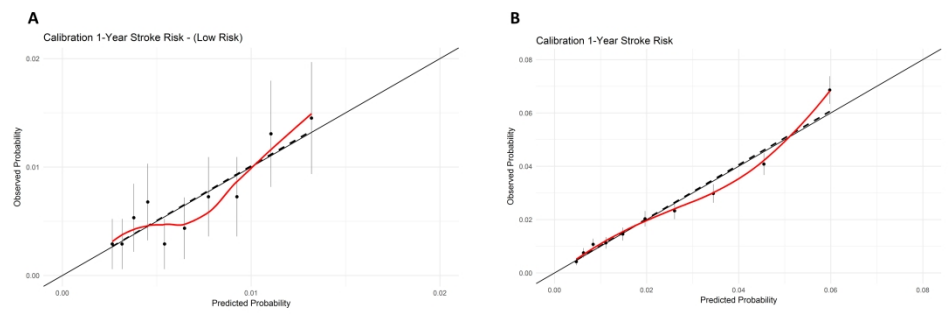 A
Calibration 1-Year Stroke Risk - (Low Risk)
0.02
0.01
0.00
Observed Probability
0.00
0.01
0.02
Predicted Probability
B
Calibration 1-Year Stroke Risk
0.08
0.06
0.04
0.02
0.00
Observed Probability
0.00
0.02
0.04
0.06
0.08
Predicted Probability